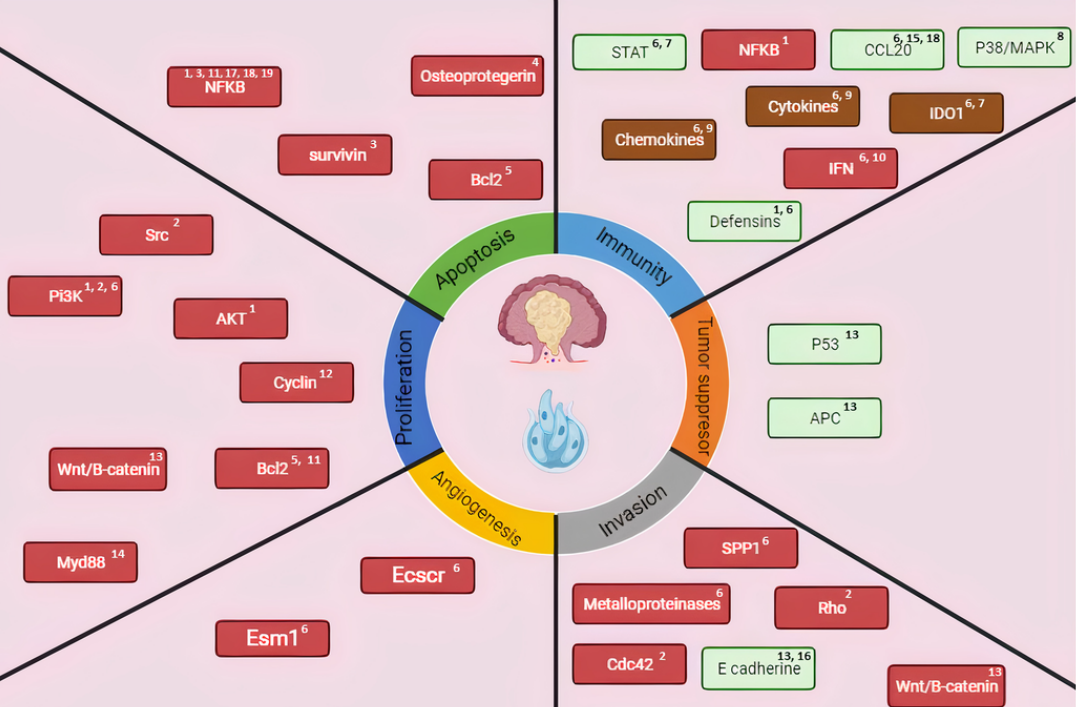 1, 3, 11, 17, 18, 19
NFKB
Osteoprotegerin 4
survivin 3
Bcl2 5
STAT 6, 7
NFKB 1
CCL20 6, 15, 18
P38/MAPK 8
Cytokines 6, 9
IDO1 6, 7
Chemokines 6, 9
IFN 6, 10
Defensins 1, 6
Src 2
Pi3K 1, 2, 6
AKT 1
Cyclin 12
Wnt/B-catenin 13
Bcl2 5, 11
Myd88 14
Apoptosis
Immunity
Proliferation
Tumor suppresor
Angiogenesis
Invasion
P53 13
APC 13
Ecscr 6
Esm1 6
SPP1 6
Metalloproteinases 6
Rho 2
Cdc42 2
E cadherine 13, 16
Wnt/B-catenin 13